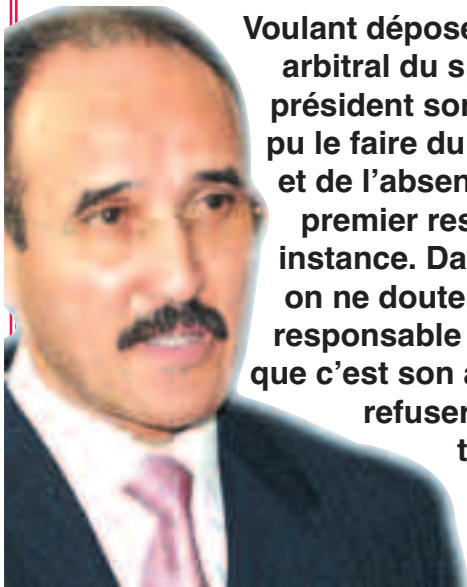 Voulant dépose
arbitral du s
président sor
pu le faire du
et de l’absen
premier res
instance. Da
on ne doute
responsable
que c’est son a
refuser
t